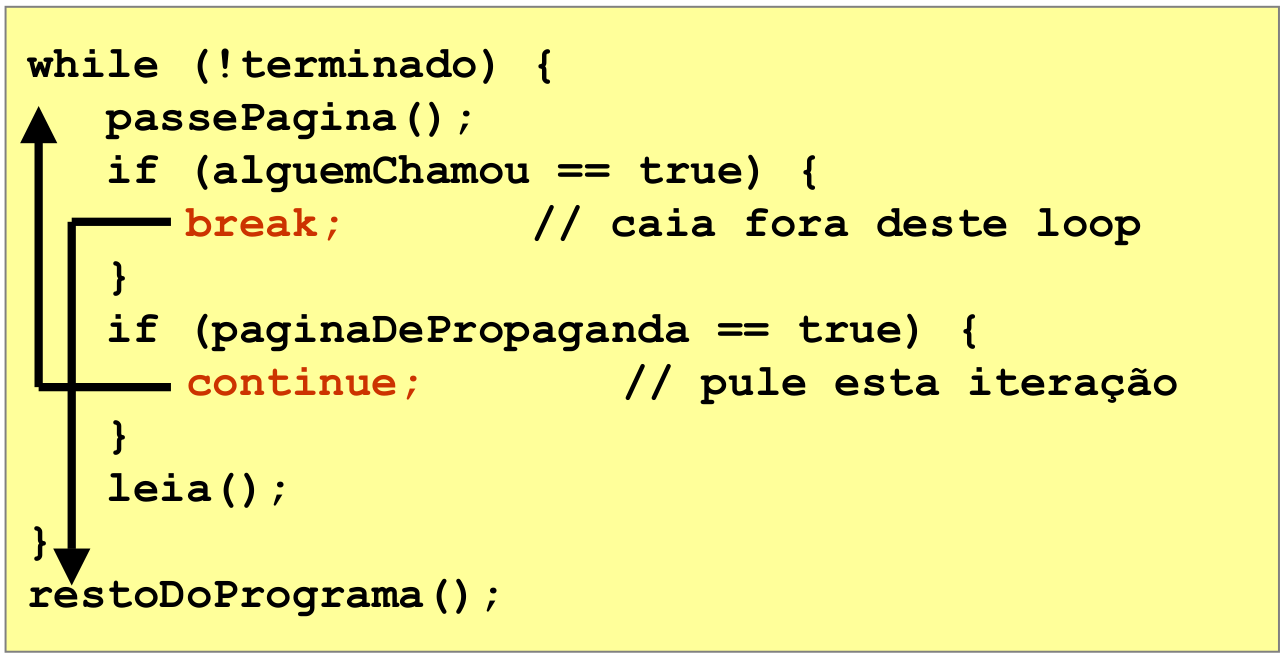 while (!terminado) {
   passePagina();
   if (alguemChamou == true) {
      break;       // caia fora deste loop
   }
   if (paginaDePropaganda == true) {
      continue;        // pule esta iteração
   }
   leia();
}
restoDoPrograma();